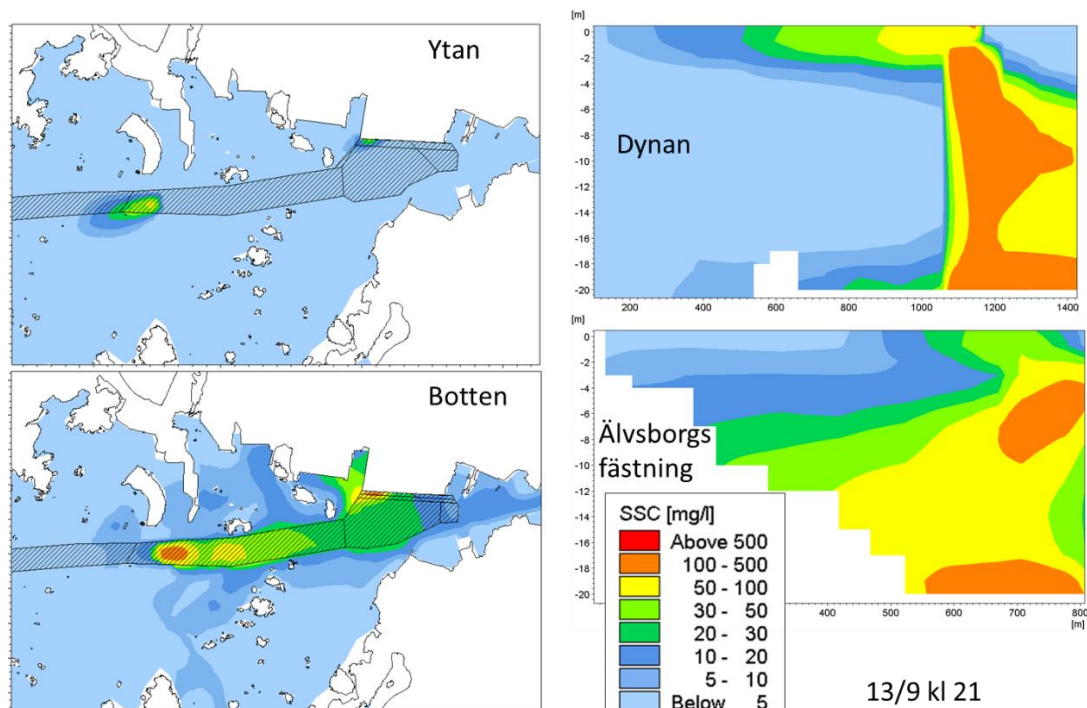 Ytan
Botten
[m]
0
-2
-4
-6
-8
-10
-12
-14
-16
-18
-20
Dynan
200
400
600
800
1000
1200
1400
[m]
0
-2
-4
-6
-8
-10
-12
-14
-16
-18
-20
Älvsborgs
fästning
400
500
600
700
800
[m]
SSC [mg/l]
Above 500
100 - 500
50 - 100
30 - 50
20 - 30
10 - 20
5 - 10
Below 5
13/9 kl 21